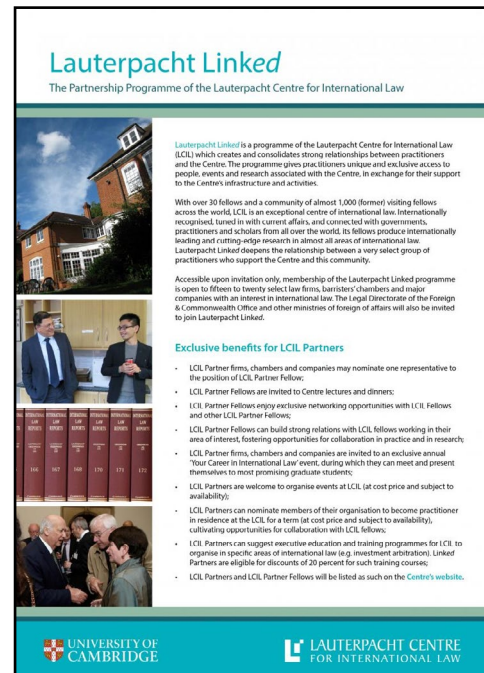 Lauterpacht Linked
The Partnership Programme of the Lauterpacht Centre for International Law
Lauterpacht Linked is a programme of the Lauterpacht Centre for International Law
(LCIL) which creates and consolidates strong relationships between practitioners
and the Centre. The programme gives practitioners unique and exclusive access to
people, events and research associated with the Centre, in exchange for their support
to the Centre's infrastructure and activities.
With over 30 fellows and a community of almost 1,000 (former) visiting fellows
across the world, LCIL is an exceptional centre of international law. Internationally
recognised, tuned in with current affairs, and connected with governments,
practitioners and scholars from all over the world, its fellows produce internationally
leading and cutting-edge research in almost all areas of international law.
Lauterpacht Linked deepens the relationship between a very select group of
practitioners who support the Centre and this community.
Accessible upon invitation only, membership of the Lauterpacht Linked programme
is open to fifteen to twenty select law firms, barristers' chambers and major
companies with an interest in international law. The Legal Directorate of the Foreign
& Commonwealth Office and other ministries of foreign of affairs will also be invited
to join Lauterpacht Linked.
Exclusive benefits for LCIL Partners
• LCIL Partner firms, chambers and companies may nominate one representative to
the position of LCIL Partner Fellow;
• LCIL Partner Fellows are invited to Centre lectures and dinners;
• LCIL Partner Fellows enjoy exclusive networking opportunities with LCIL Fellows
and other LCIL Partner Fellows;
• LCIL Partner Fellows can build strong relations with LCIL fellows working in their
area of interest, fostering opportunities for collaboration in practice and in research;
• LCIL Partner firms, chambers and companies are invited to an exclusive annual
'Your Career in International Law' event, during which they can meet and present
themselves to most promising graduate students;
• LCIL Partners are welcome to organise events at LCIL (at cost price and subject to
availability);
• LCIL Partners can nominate members of their organisation to become practitioner
in residence at the LCIL for a term (at cost price and subject to availability),
cultivating opportunities for collaboration with LCIL fellows;
• LCIL Partners can suggest executive education and training programmes for LCIL to
organise in specific areas of international law (e.g. investment arbitration). Linked
Partners are eligible for discounts of 20 percent for such training courses;
• LCIL Partners and LCIL Partner Fellows will be listed as such on the Centre's website.
INTERNATIONAL LAW REPORTS
166 167 168 170 171 172
UNIVERSITY OF
CAMBRIDGE
LAUTERPACHT CENTRE
FOR INTERNATIONAL LAW